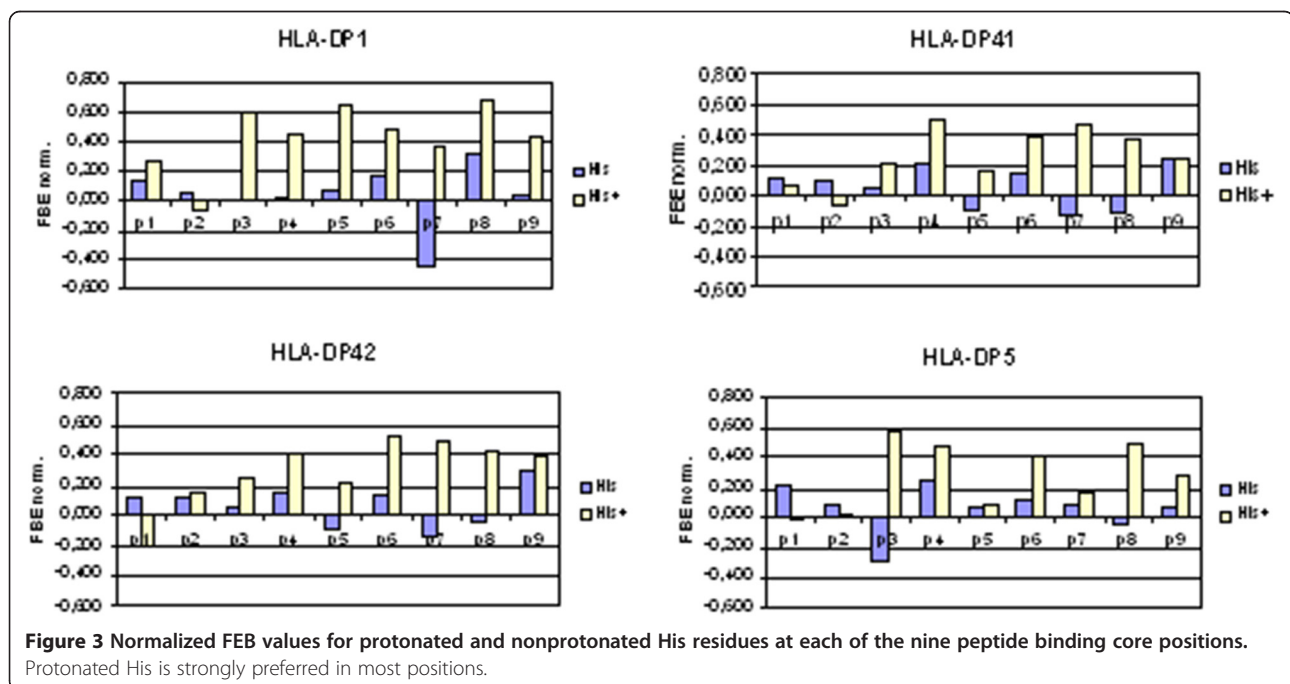 HLA-DP1
0,800
0,600
0,400
0,200
0,000
-0,200
-0,400
-0,600
FBE norm.
p1 p2 p3 p4 p5 p6 p7 p8 p9
His
His+
HLA-DP41
0,800
0,600
0,400
0,200
0,000
-0,200
-0,400
-0,600
FBE norm.
p1 p2 p3 p4 p5 p6 p7 p8 p9
His
His+
HLA-DP42
0,800
0,600
0,400
0,200
0,000
-0,200
-0,400
-0,600
FBE norm.
p1 p2 p3 p4 p5 p6 p7 p8 p9
His
His+
HLA-DP5
0,800
0,600
0,400
0,200
0,000
-0,200
-0,400
-0,600
FBE norm.
p1 p2 p3 p4 p5 p6 p7 p8 p9
His
His+
Figure 3 Normalized FEB values for protonated and nonprotonated His residues at each of the nine peptide binding core positions.
Protonated His is strongly preferred in most positions.